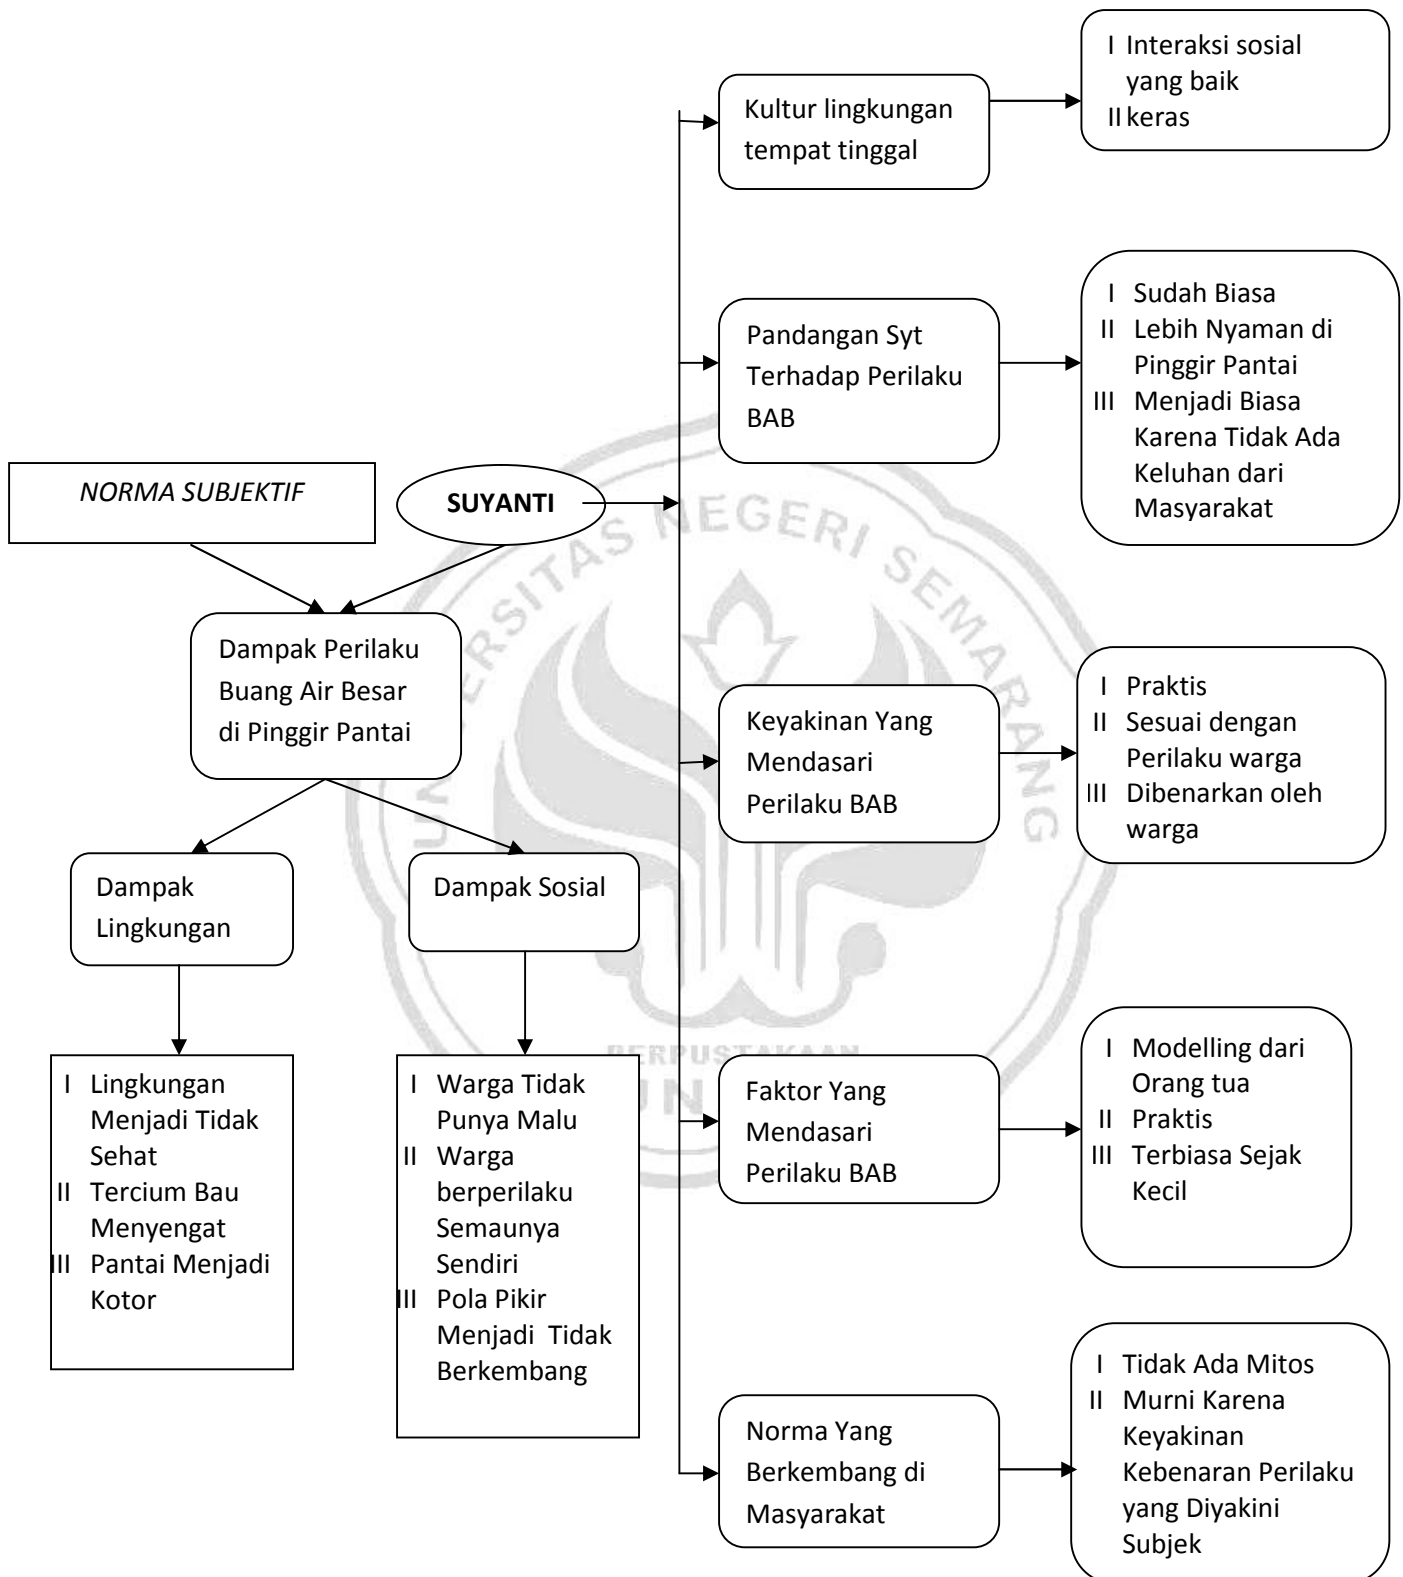 I Interaksi sosial
yang baik
II keras
Kultur lingkungan
tempat tinggal
I Sudah Biasa
II Lebih Nyaman di
Pinggir Pantai
III Menjadi Biasa
Karena Tidak Ada
Keluhan dari
Masyarakat
Pandangan Syt
Terhadap Perilaku
BAB
NORMA SUBJEKTIF
SUYANTI
Dampak Perilaku
Buang Air Besar
di Pinggir Pantai
Keyakinan Yang
Mendasari
Perilaku BAB
I Praktis
II Sesuai dengan
Perilaku warga
III Dibenarkan oleh
warga
Dampak
Lingkungan
Dampak Sosial
I Lingkungan
Menjadi Tidak
Sehat
II Tercium Bau
Menyengat
III Pantai Menjadi
Kotor
I Warga Tidak
Punya Malu
II Warga
berperilaku
Semaunya
Sendiri
III Pola Pikir
Menjadi Tidak
Berkembang
Faktor Yang
Mendasari
Perilaku BAB
I Modelling dari
Orang tua
II Praktis
III Terbiasa Sejak
Kecil
Norma Yang
Berkembang di
Masyarakat
I Tidak Ada Mitos
II Murni Karena
Keyakinan
Kebenaran Perilaku
yang Diyakini
Subjek
UNIVERSITAS NEGERI SEMARANG
PERPUSTAKAAN